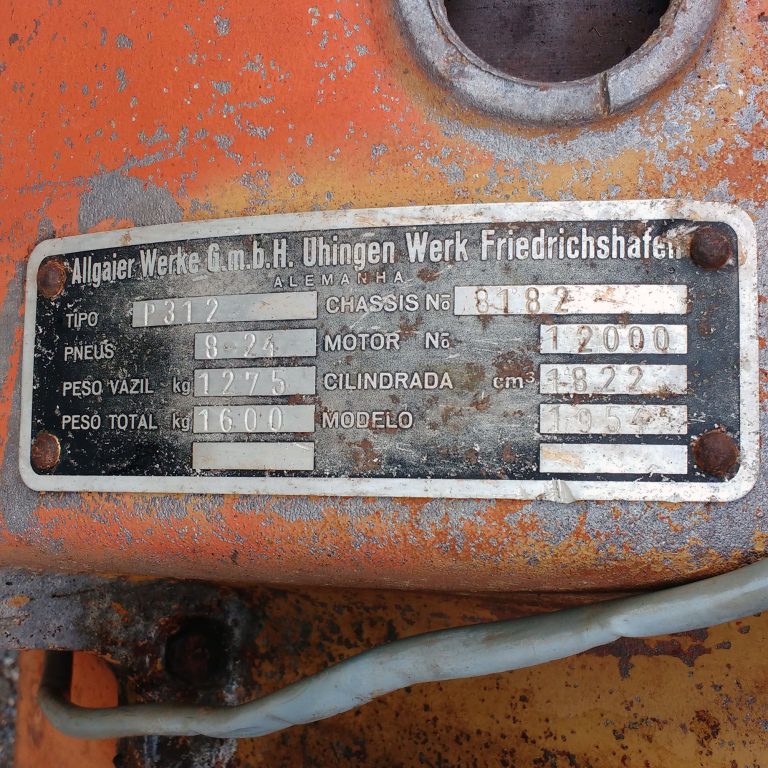 Allgaier Werke G.m.b.H. Uhingen Werk Friedrichshafen
ALEMANHA
TIPO P312 CHASSIS Nº 8182
PNEUS 8-24 MOTOR Nº 12000
PESO VAZIL kg 1275 CILINDRADA cm³ 1822
PESO TOTAL kg 1600 MODELO 1954